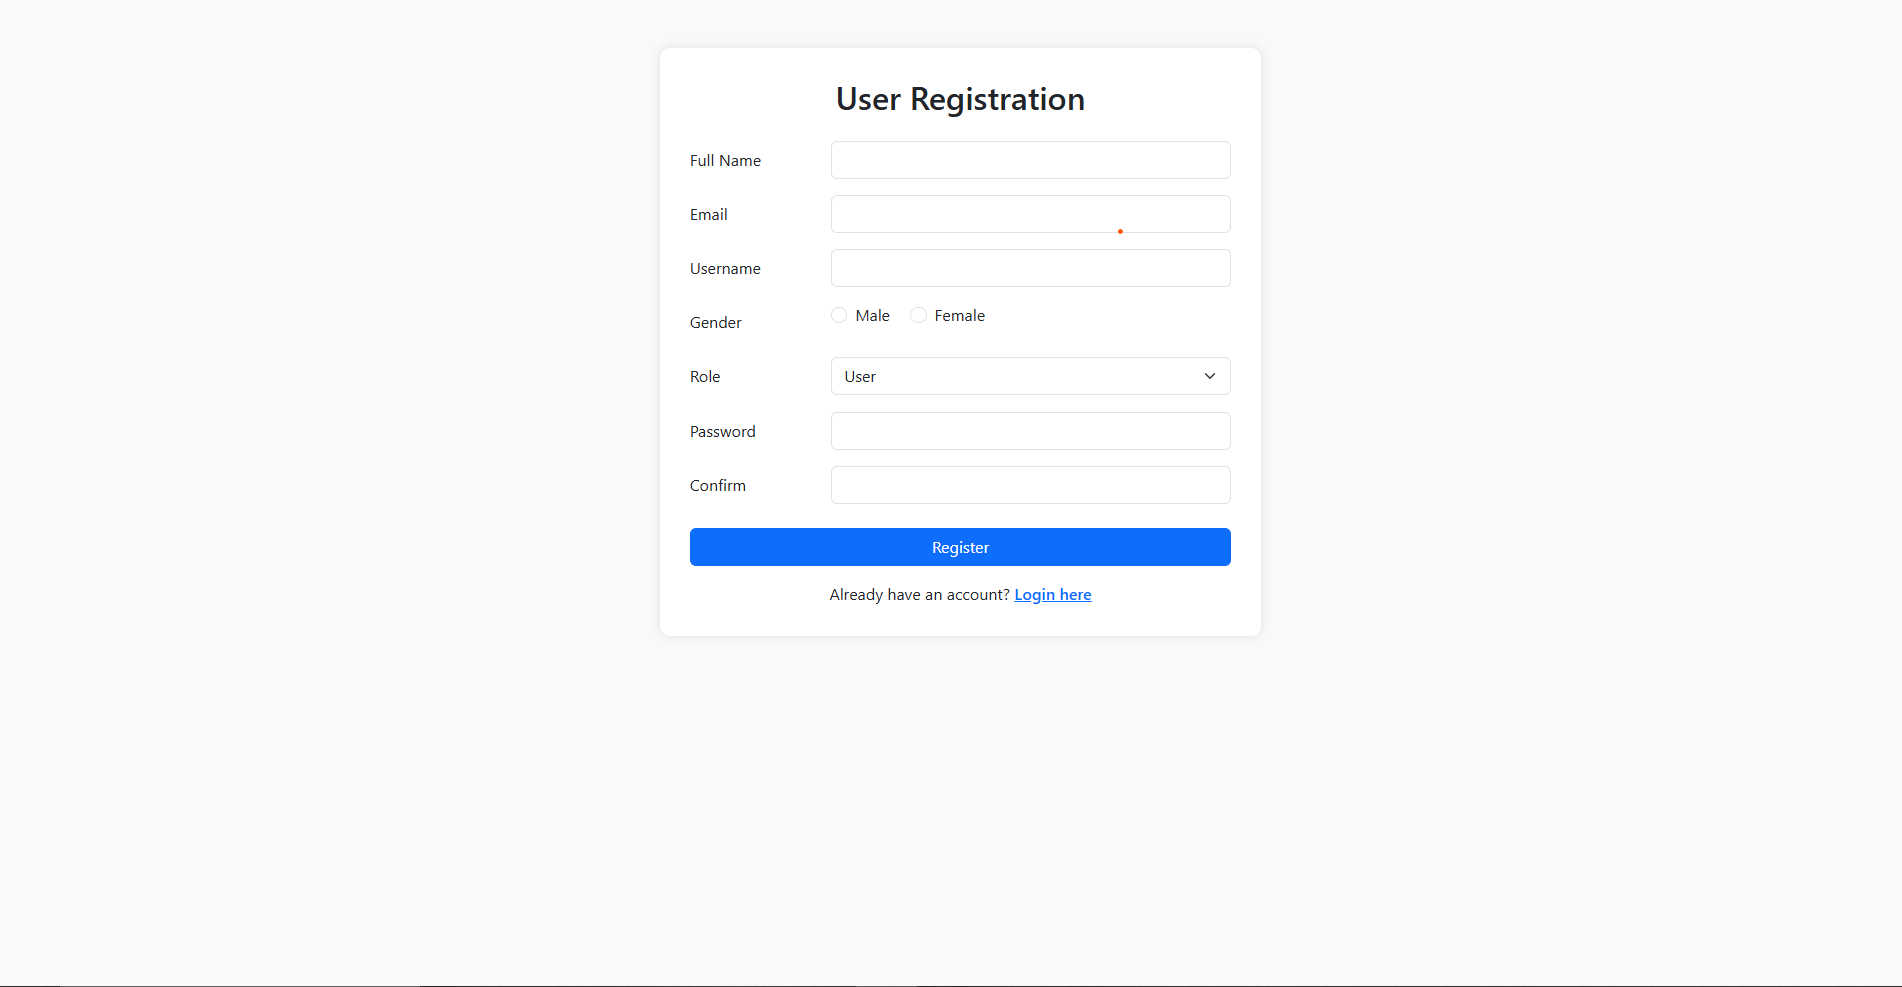 User Registration
Full Name
Email
Username
Gender
Male Female
Role
User
Password
Confirm
Register
Already have an account? Login here